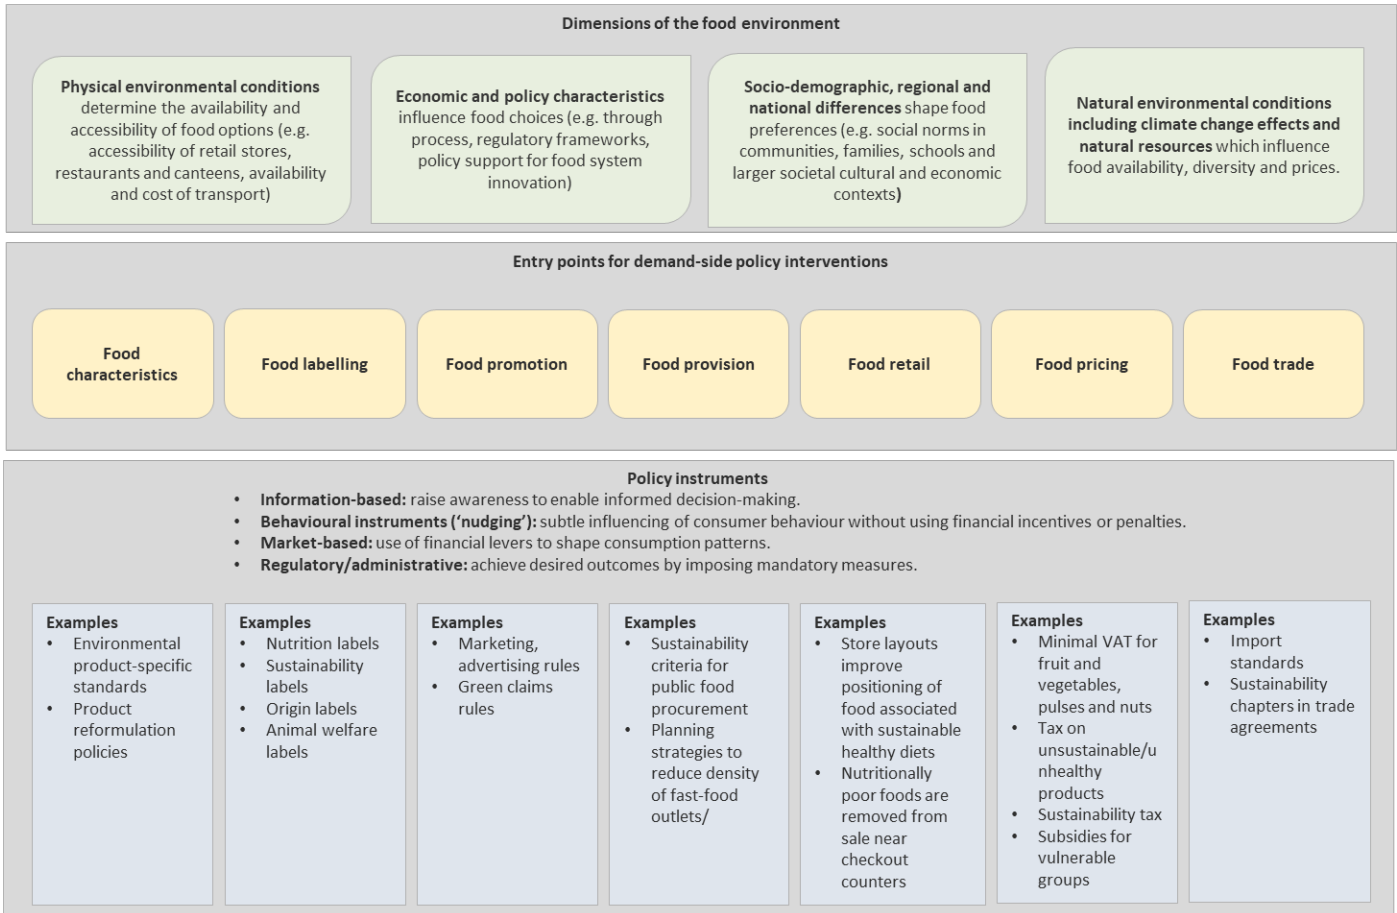 Dimensions of the food environment
Physical environmental conditions
determine the availability and
accessibility of food options (e.g.
accessibility of retail stores,
restaurants and canteens, availability
and cost of transport)
Economic and policy characteristics
influence food choices (e.g. through
process, regulatory frameworks,
policy support for food system
innovation)
Socio-demographic, regional and
national differences shape food
preferences (e.g. social norms in
communities, families, schools and
larger societal cultural and economic
contexts)
Natural environmental conditions
including climate change effects and
natural resources which influence
food availability, diversity and prices.
Entry points for demand-side policy interventions
Food
characteristics
Food labelling
Food promotion
Food provision
Food retail
Food pricing
Food trade
Policy instruments
• Information-based: raise awareness to enable informed decision-making.
• Behavioural instruments (‘nudging’): subtle influencing of consumer behaviour without using financial incentives or penalties.
• Market-based: use of financial levers to shape consumption patterns.
• Regulatory/administrative: achieve desired outcomes by imposing mandatory measures.
Examples
• Environmental
product-specific
standards
• Product
reformulation
policies
Examples
• Nutrition labels
• Sustainability
labels
• Origin labels
• Animal welfare
labels
Examples
• Marketing,
advertising rules
• Green claims
rules
Examples
• Sustainability
criteria for
public food
procurement
• Planning
strategies to
reduce density
of fast-food
outlets/
Examples
• Store layouts
improve
positioning of
food associated
with sustainable
healthy diets
• Nutritionally
poor foods are
removed from
sale near
checkout
counters
Examples
• Minimal VAT for
fruit and
vegetables,
pulses and nuts
• Tax on
unsustainable/u
nhealthy
products
• Sustainability tax
• Subsidies for
vulnerable
groups
Examples
• Import
standards
• Sustainability
chapters in trade
agreements